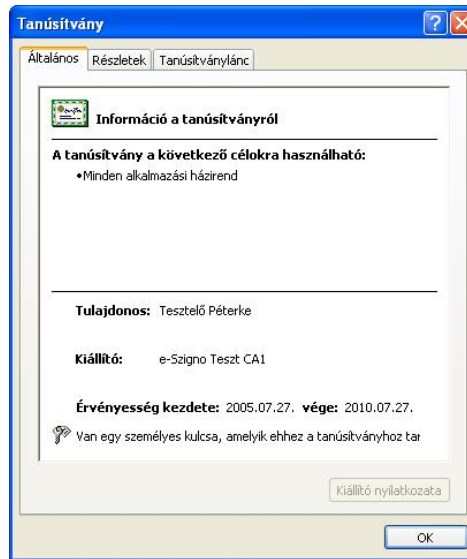 Tanúsítvány
Általános Részletek Tanúsítványlánc
Információ a tanúsítványról
A tanúsítvány a következő célokra használható:
•Minden alkalmazási házirend
Tulajdonos: Tesztelő Péterke
Kiállító: e-Szigno Teszt CA1
Érvényesség kezdete: 2005.07.27. vége: 2010.07.27.
Van egy személyes kulcsa, amelyik ehhez a tanúsítványhoz tar
Kiállító nyilatkozata
OK